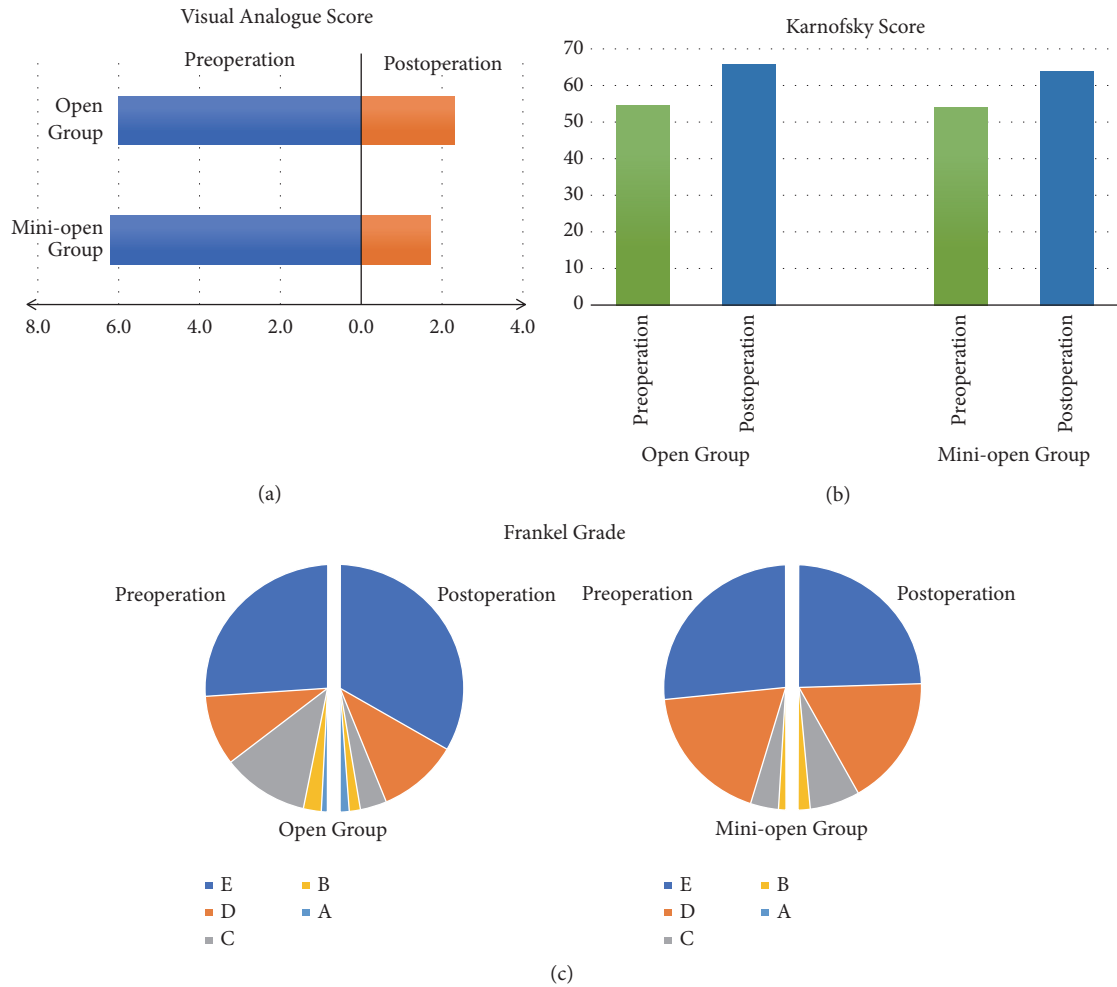 Visual Analogue Score
Preoperation
Postoperation
Open
Group
Mini-open
Group
8.0 6.0 4.0 2.0 0.0 2.0 4.0
(a)
Karnofsky Score
70
60
50
40
30
20
10
0
Preoperation
Postoperation
Preoperation
Postoperation
Open Group
Mini-open Group
(b)
Frankel Grade
Preoperation
Postoperation
Open Group
E B
D A
C
Preoperation
Postoperation
Mini-open Group
E B
D A
C
(c)